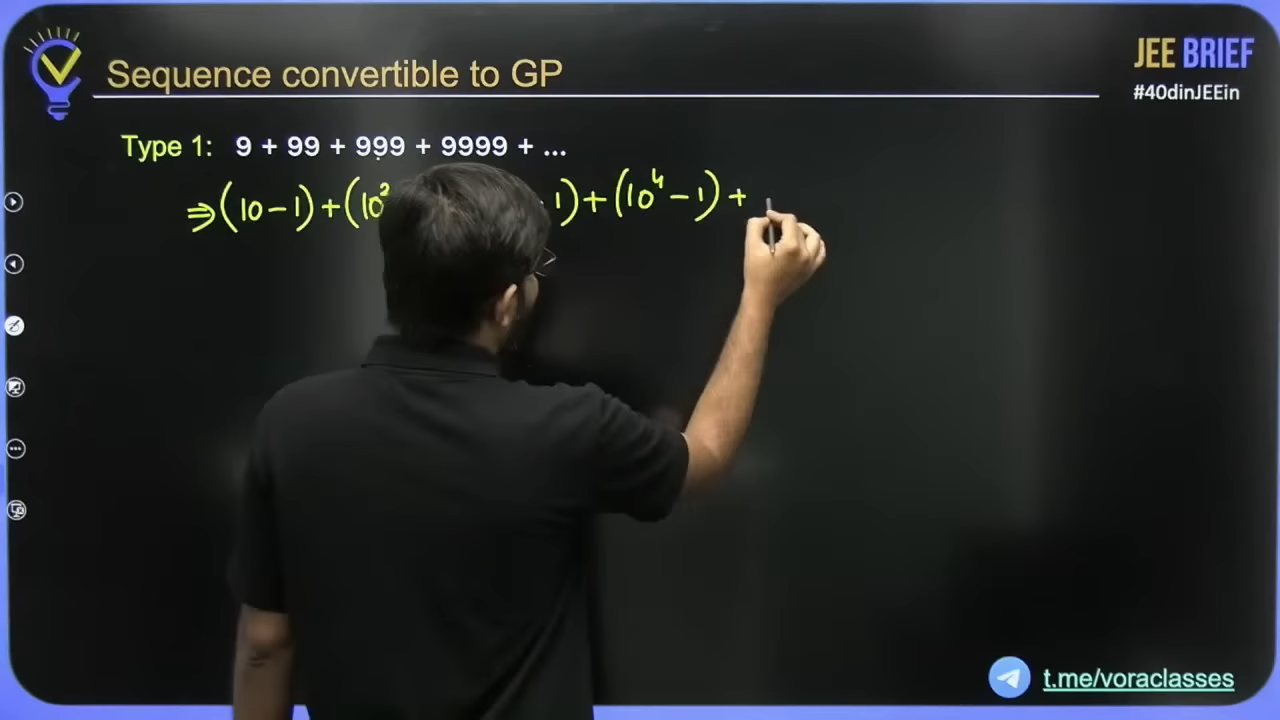 Sequence convertible to GP
JEE BRIEF
#40dinJEEin
Type 1: 9 + 99 + 999 + 9999 + ...
⇒(10-1)+(10² 1)+(10⁴-1)+
t.me/voraclasses